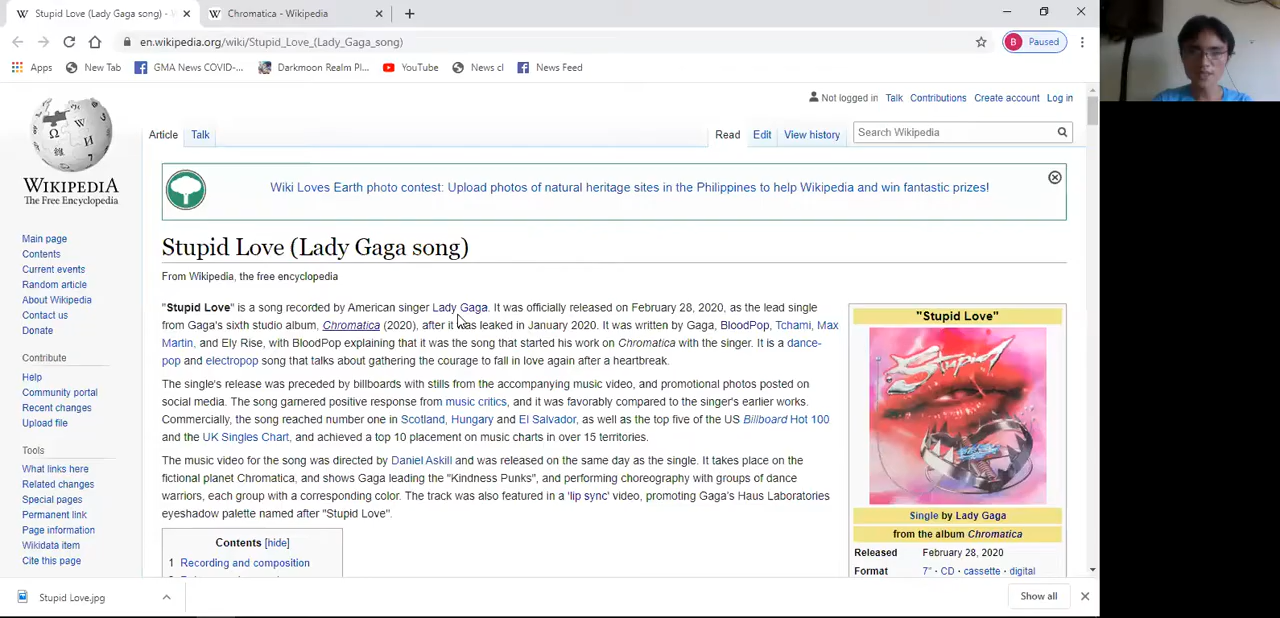 Stupid Love (Lady Gaga song) -
Chromatica - Wikipedia
en.wikipedia.org/wiki/Stupid_Love_(Lady_Gaga_song)
B Paused
Apps New Tab GMA News COVID-... Darkmoon Realm Pl... YouTube News cl News Feed
Not logged in Talk Contributions Create account Log in
Article Talk Read Edit View history Search Wikipedia
WIKIPEDIA
The Free Encyclopedia
Main page
Contents
Current events
Random article
About Wikipedia
Contact us
Donate
Contribute
Help
Community portal
Recent changes
Upload file
Tools
What links here
Related changes
Special pages
Permanent link
Page information
Wikidata item
Cite this page
Wiki Loves Earth photo contest: Upload photos of natural heritage sites in the Philippines to help Wikipedia and win fantastic prizes!
Stupid Love (Lady Gaga song)
From Wikipedia, the free encyclopedia
"Stupid Love" is a song recorded by American singer Lady Gaga. It was officially released on February 28, 2020, as the lead single
from Gaga's sixth studio album, Chromatica (2020), after it was leaked in January 2020. It was written by Gaga, BloodPop, Tchami, Max
Martin, and Ely Rise, with BloodPop explaining that it was the song that started his work on Chromatica with the singer. It is a dance-
pop and electropop song that talks about gathering the courage to fall in love again after a heartbreak.
The single's release was preceded by billboards with stills from the accompanying music video, and promotional photos posted on
social media. The song garnered positive response from music critics, and it was favorably compared to the singer's earlier works.
Commercially, the song reached number one in Scotland, Hungary and El Salvador, as well as the top five of the US Billboard Hot 100
and the UK Singles Chart, and achieved a top 10 placement on music charts in over 15 territories.
The music video for the song was directed by Daniel Askill and was released on the same day as the single. It takes place on the
fictional planet Chromatica, and shows Gaga leading the "Kindness Punks", and performing choreography with groups of dance
warriors, each group with a corresponding color. The track was also featured in a 'lip sync' video, promoting Gaga's Haus Laboratories
eyeshadow palette named after "Stupid Love".
Contents [hide]
1 Recording and composition
"Stupid Love"
Stupid
Single by Lady Gaga
from the album Chromatica
Released February 28, 2020
Format 7" · CD · cassette · digital
Stupid Love.jpg
Show all